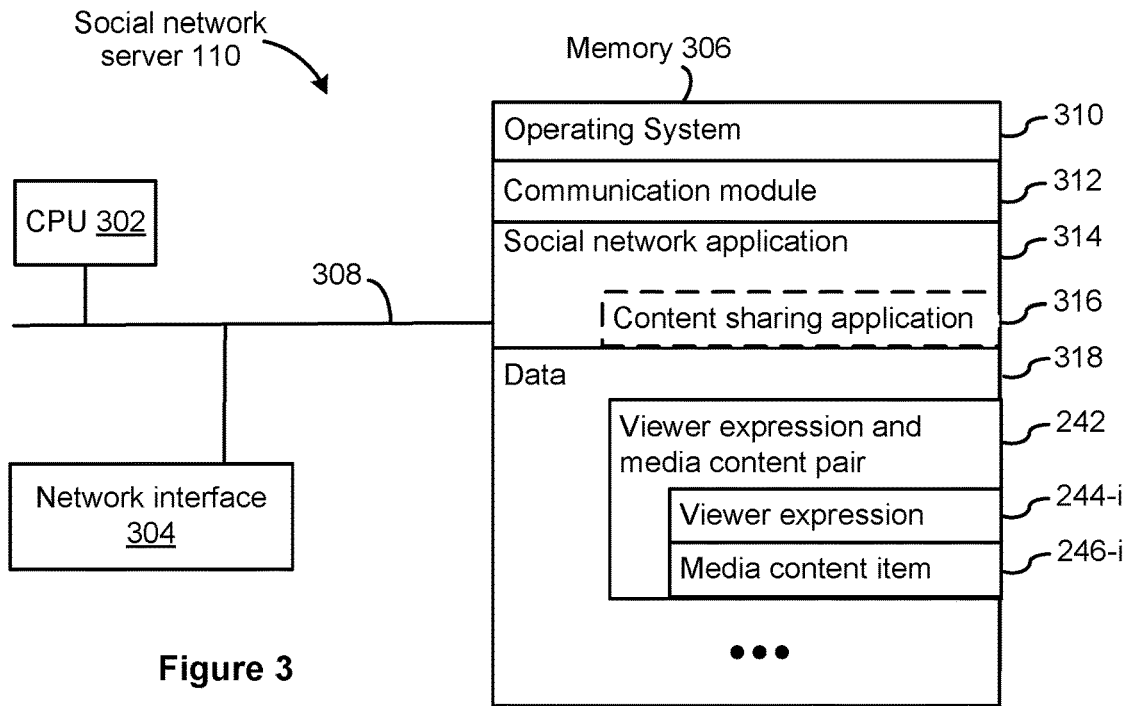 Social network
server 110
Memory 306
Operating System
310
Communication module
312
CPU 302
Social network application
314
308
Content sharing application
316
Data
318
Viewer expression and
media content pair
242
Network interface
304
Viewer expression
244-i
Media content item
246-i
•••
Figure 3